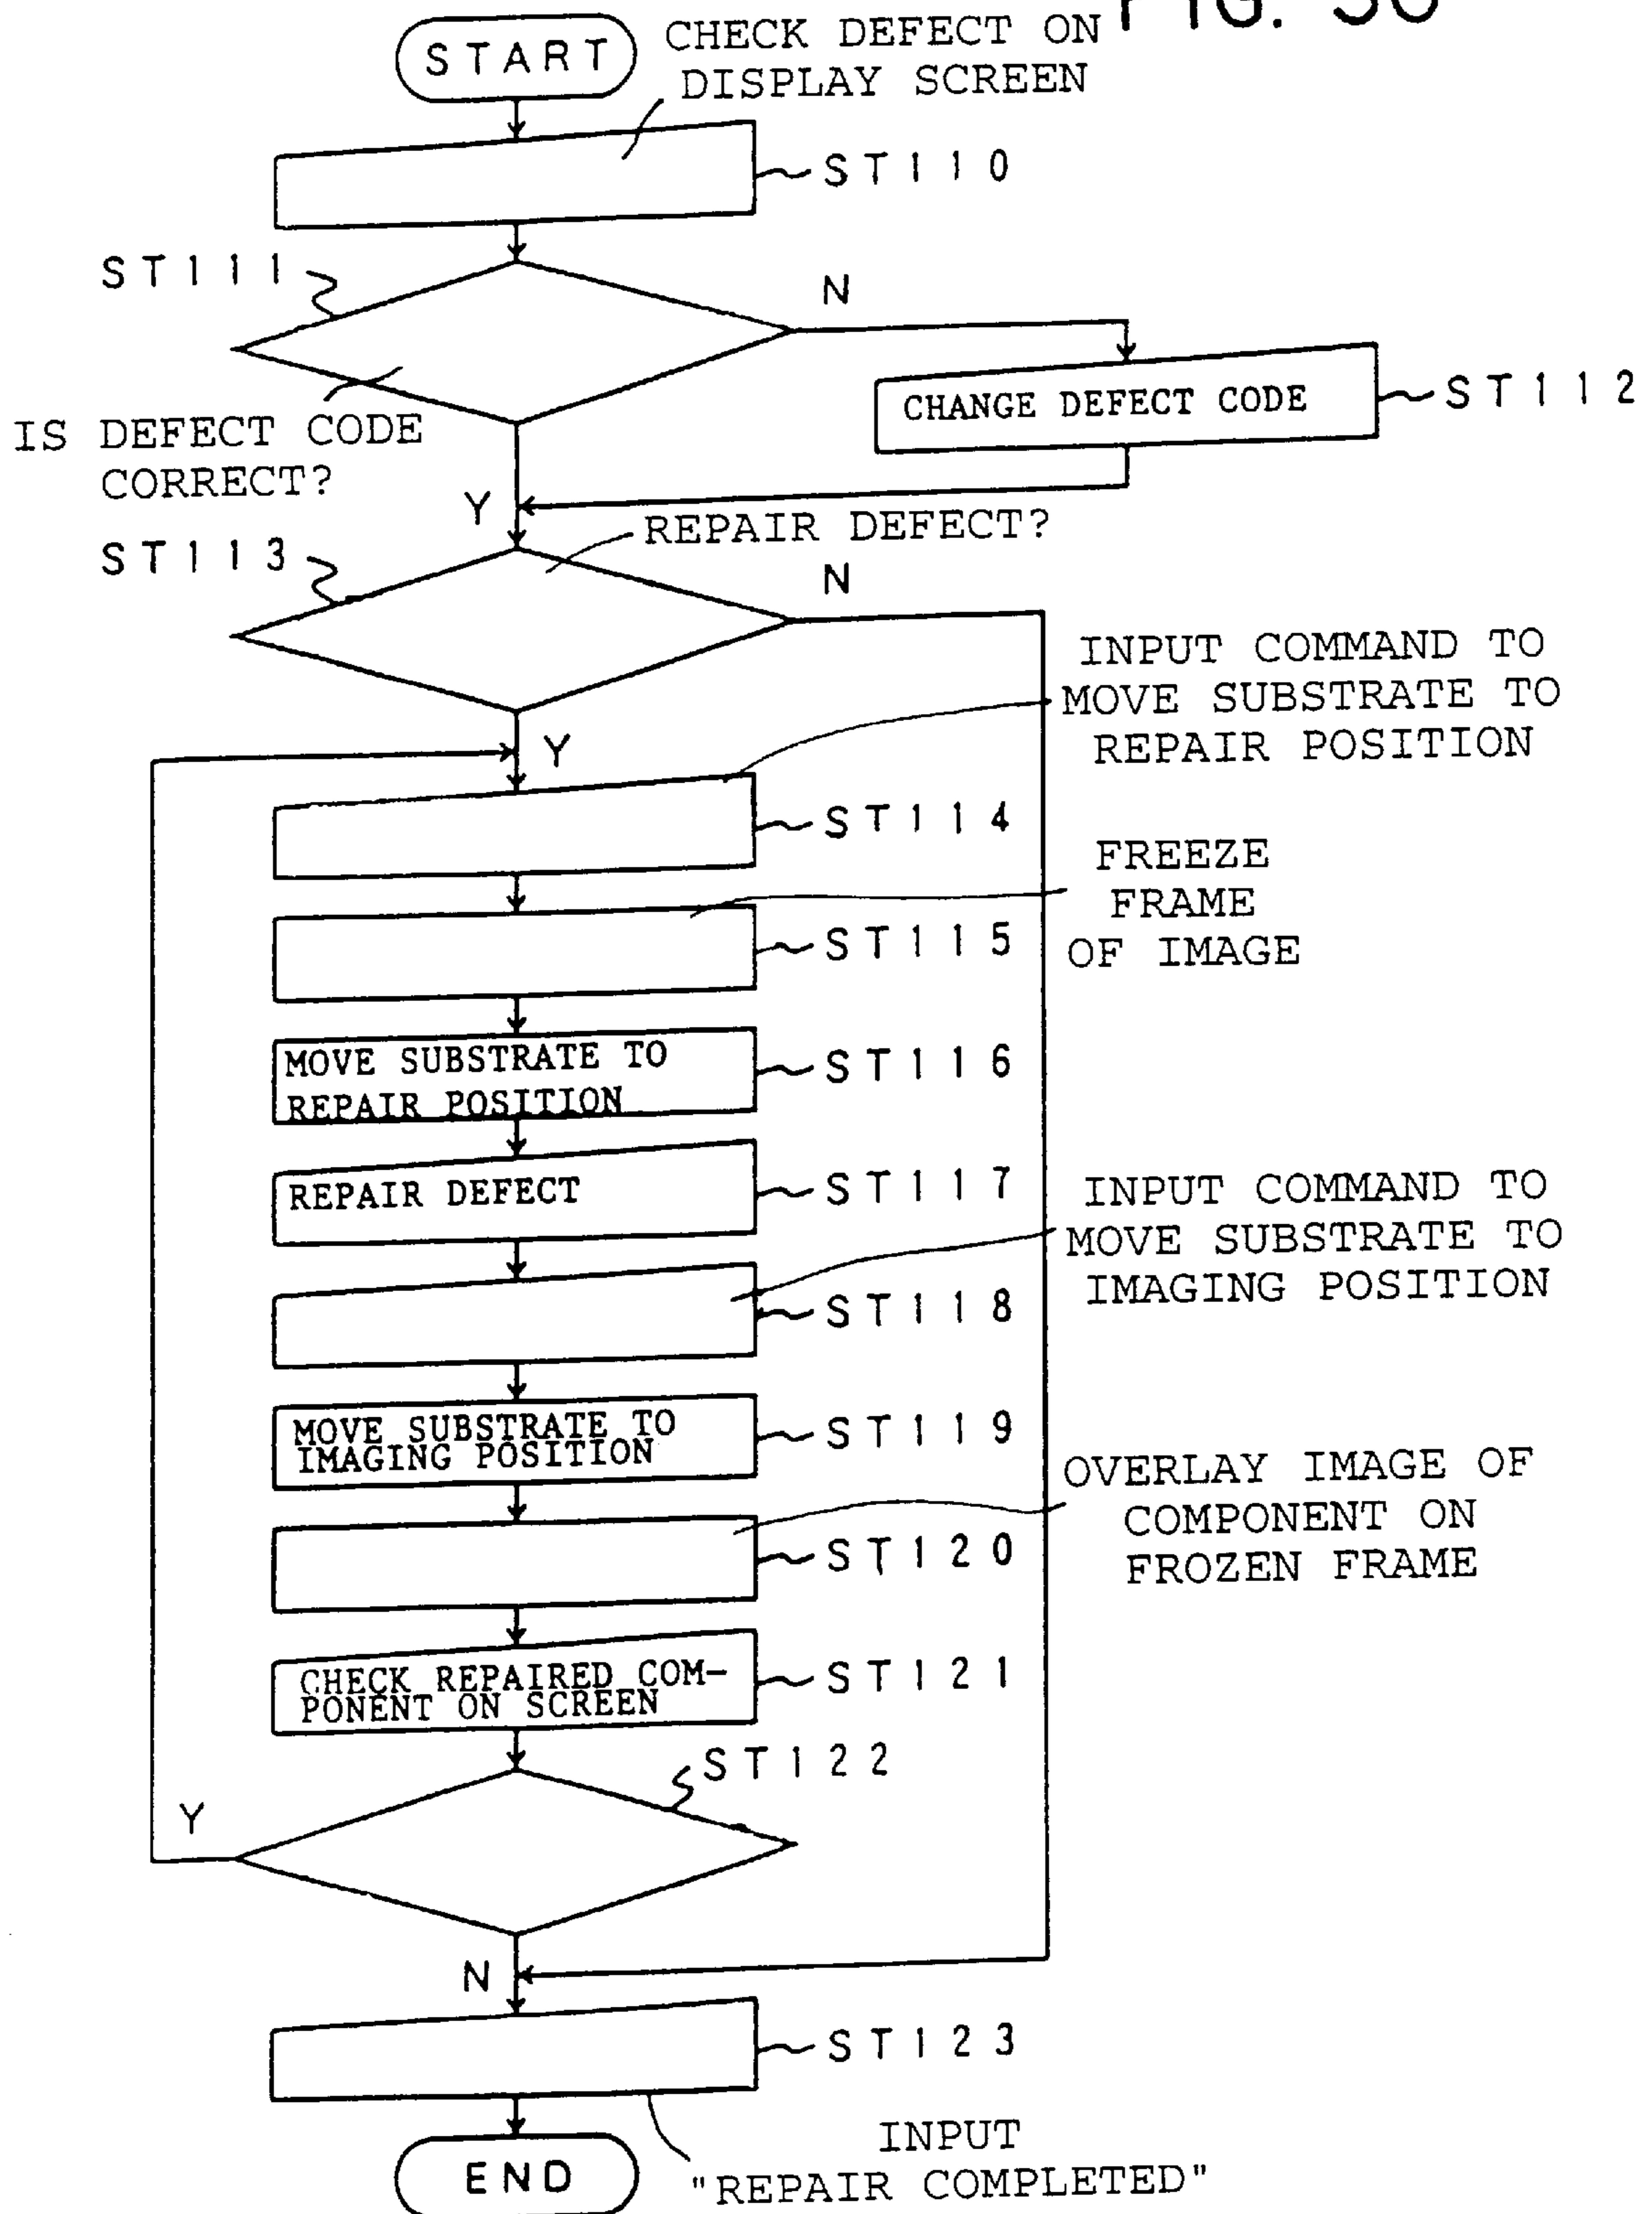 FIG. 30
START
CHECK DEFECT ON
DISPLAY SCREEN
ST110
ST111
N
CHANGE DEFECT CODE
ST112
IS DEFECT CODE
CORRECT?
Y
REPAIR DEFECT?
ST113
N
INPUT COMMAND TO
MOVE SUBSTRATE TO
REPAIR POSITION
Y
ST114
FREEZE
FRAME
OF IMAGE
ST115
MOVE SUBSTRATE TO
REPAIR POSITION
ST116
REPAIR DEFECT
ST117
INPUT COMMAND TO
MOVE SUBSTRATE TO
IMAGING POSITION
ST118
MOVE SUBSTRATE TO
IMAGING POSITION
ST119
OVERLAY IMAGE OF
COMPONENT ON
FROZEN FRAME
ST120
CHECK REPAIRED COM-
PONENT ON SCREEN
ST121
ST122
Y
N
ST123
INPUT
"REPAIR COMPLETED"
END